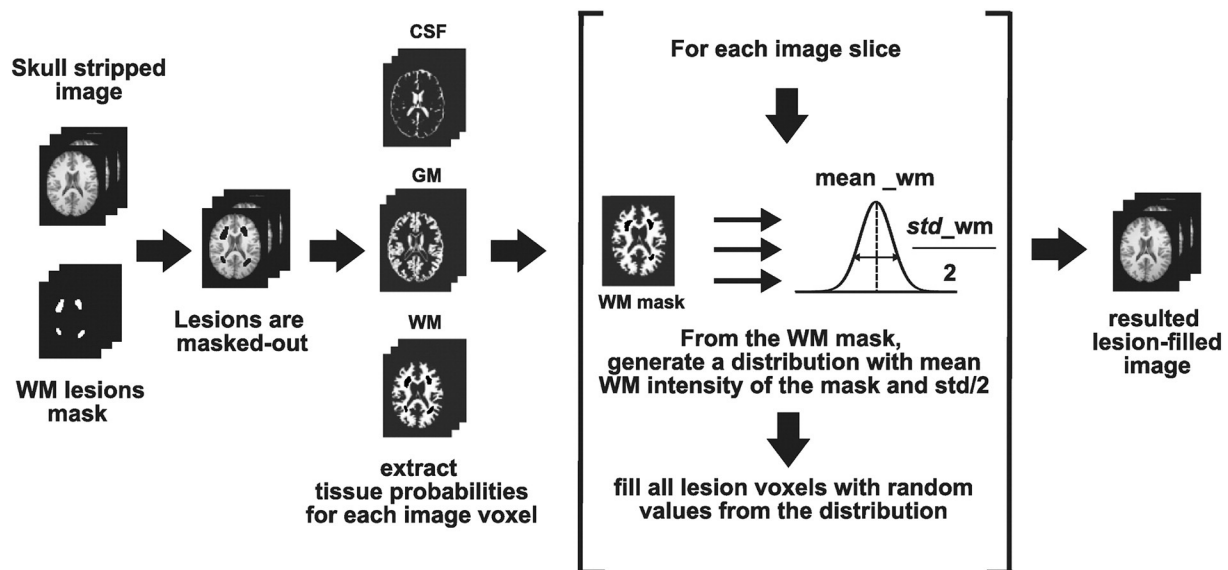 Skull stripped
image
WM lesions
mask
Lesions are
masked-out
CSF
GM
WM
extract
tissue probabilities
for each image voxel
For each image slice
WM mask
mean _wm
std_wm
2
From the WM mask,
generate a distribution with mean
WM intensity of the mask and std/2
fill all lesion voxels with random
values from the distribution
resulted
lesion-filled
image